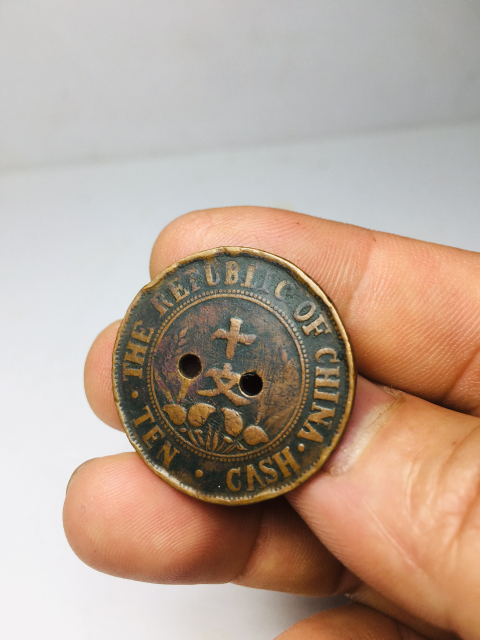 THE REPUBLIC OF CHINA
十
文
TEN · CASH